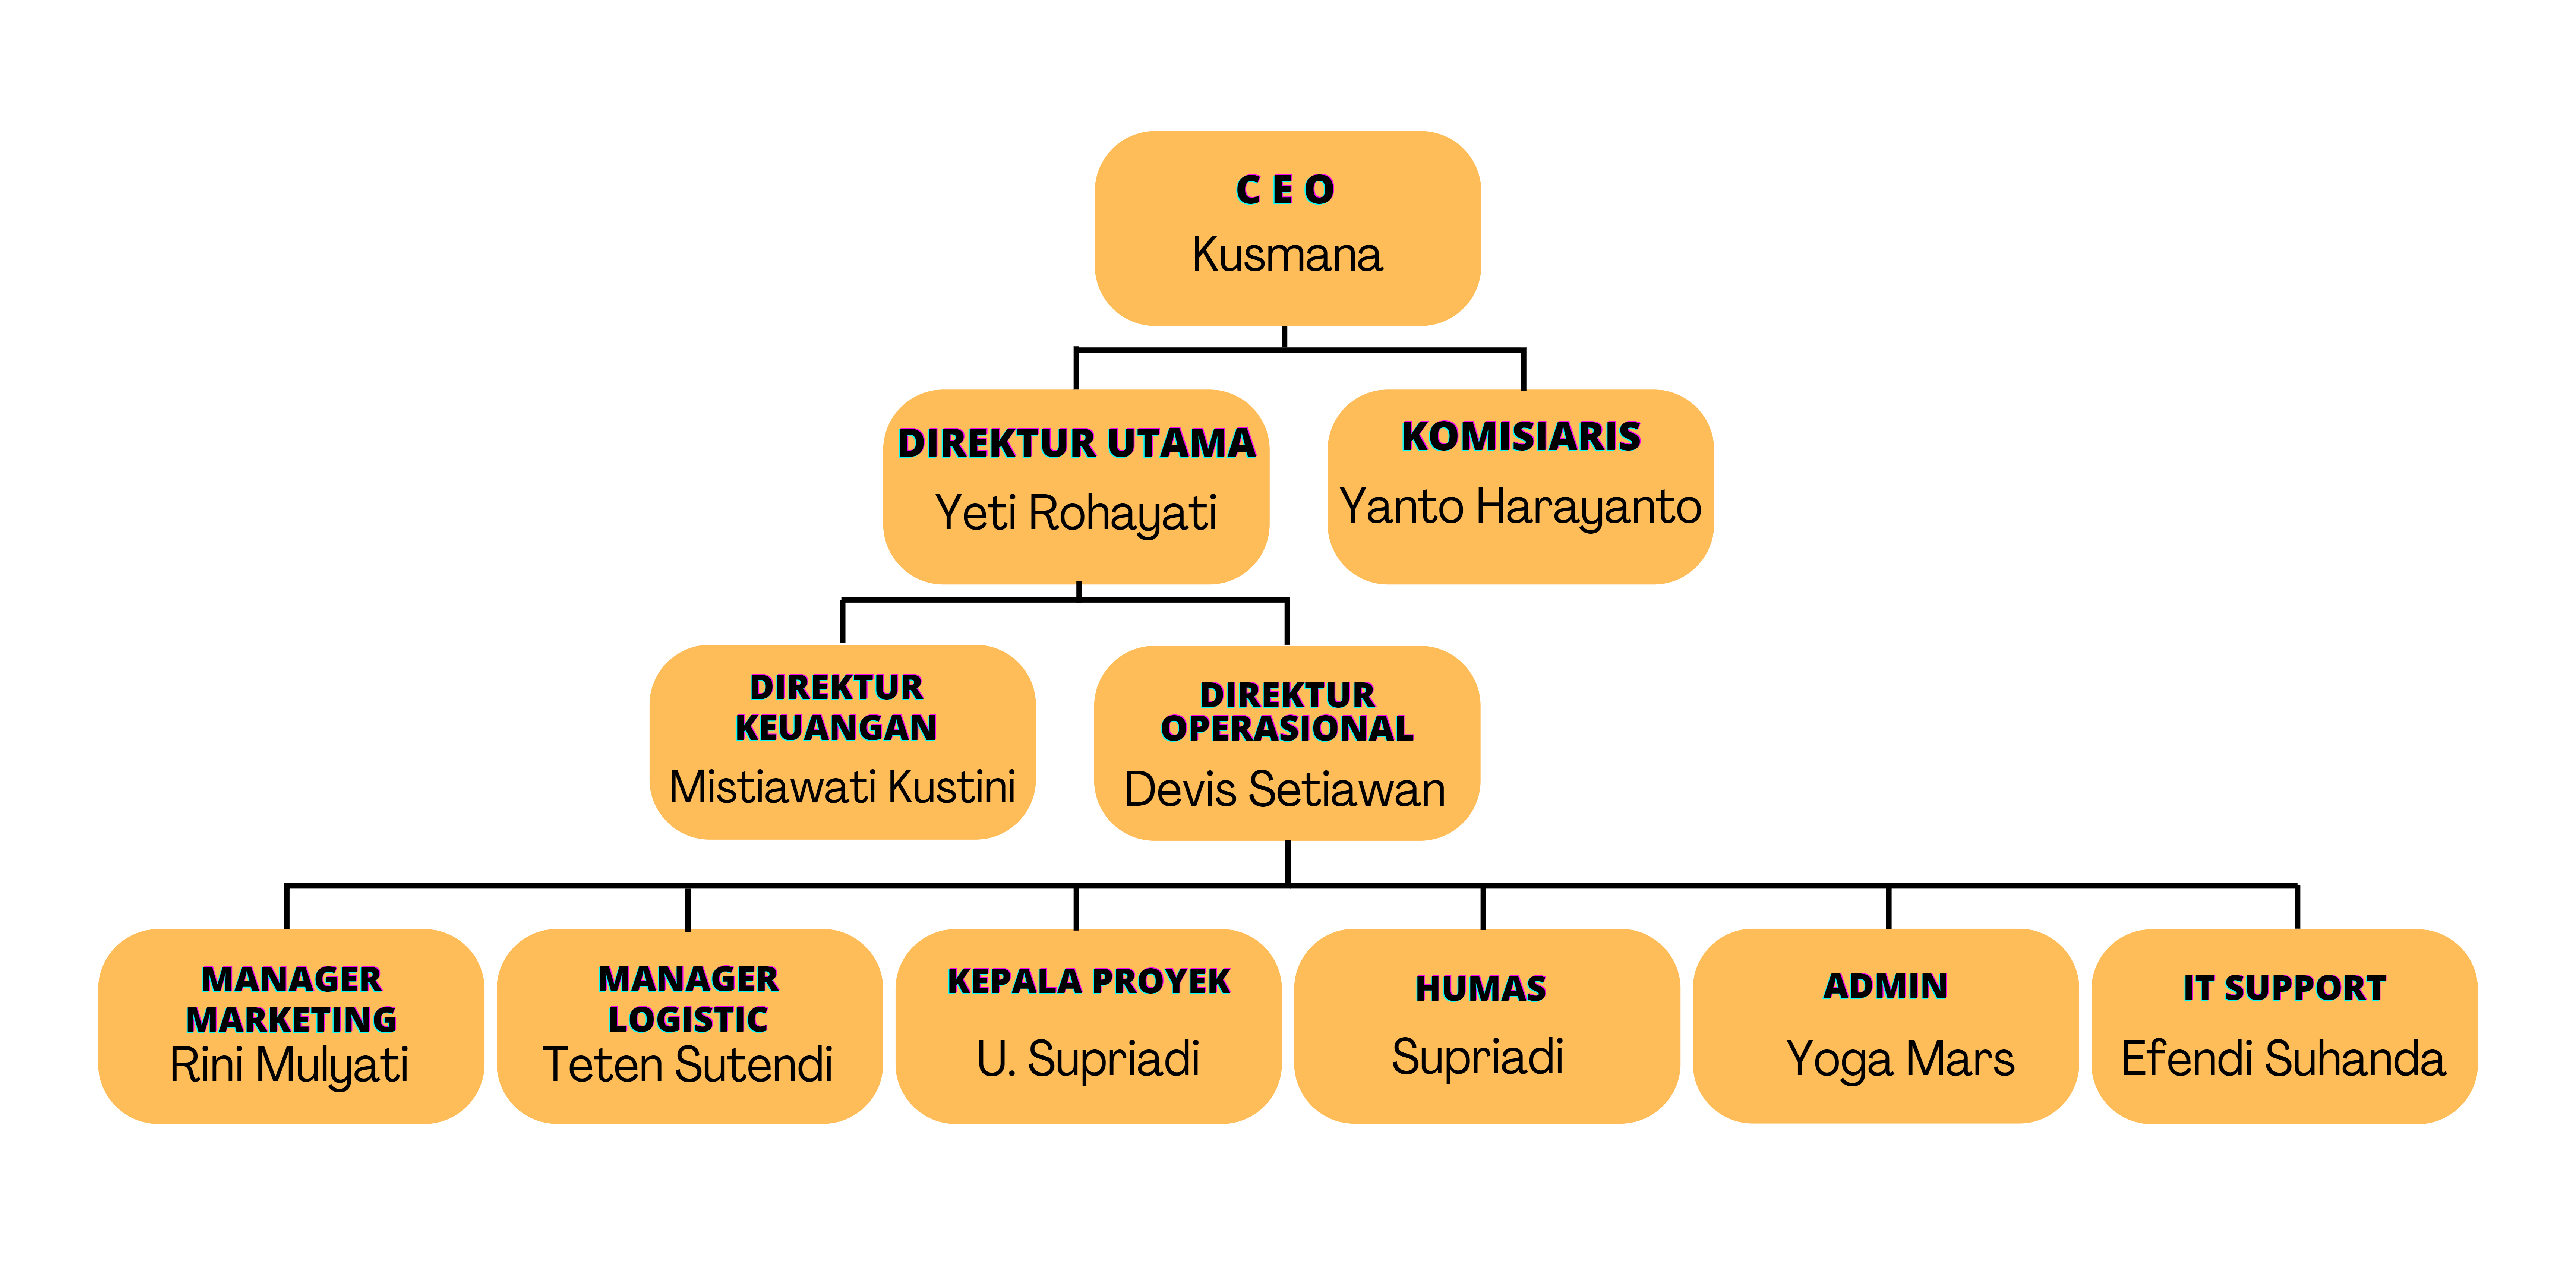 C E O
Kusmana
DIREKTUR UTAMA
Yeti Rohayati
KOMISIARIS
Yanto Harayanto
DIREKTUR
KEUANGAN
Mistiawati Kustini
DIREKTUR
OPERASIONAL
Devis Setiawan
MANAGER
MARKETING
Rini Mulyati
MANAGER
LOGISTIC
Teten Sutendi
KEPALA PROYEK
U. Supriadi
HUMAS
Supriadi
ADMIN
Yoga Mars
IT SUPPORT
Efendi Suhanda